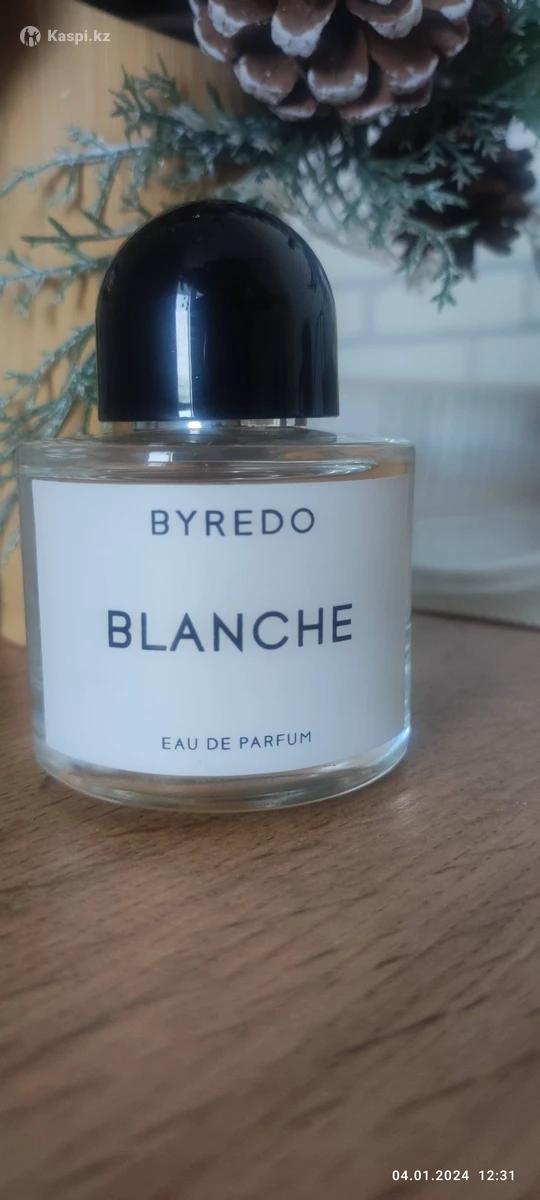 Kaspi.kz
BYREDO
BLANCHE
EAU DE PARFUM
04.01.2024 12:31